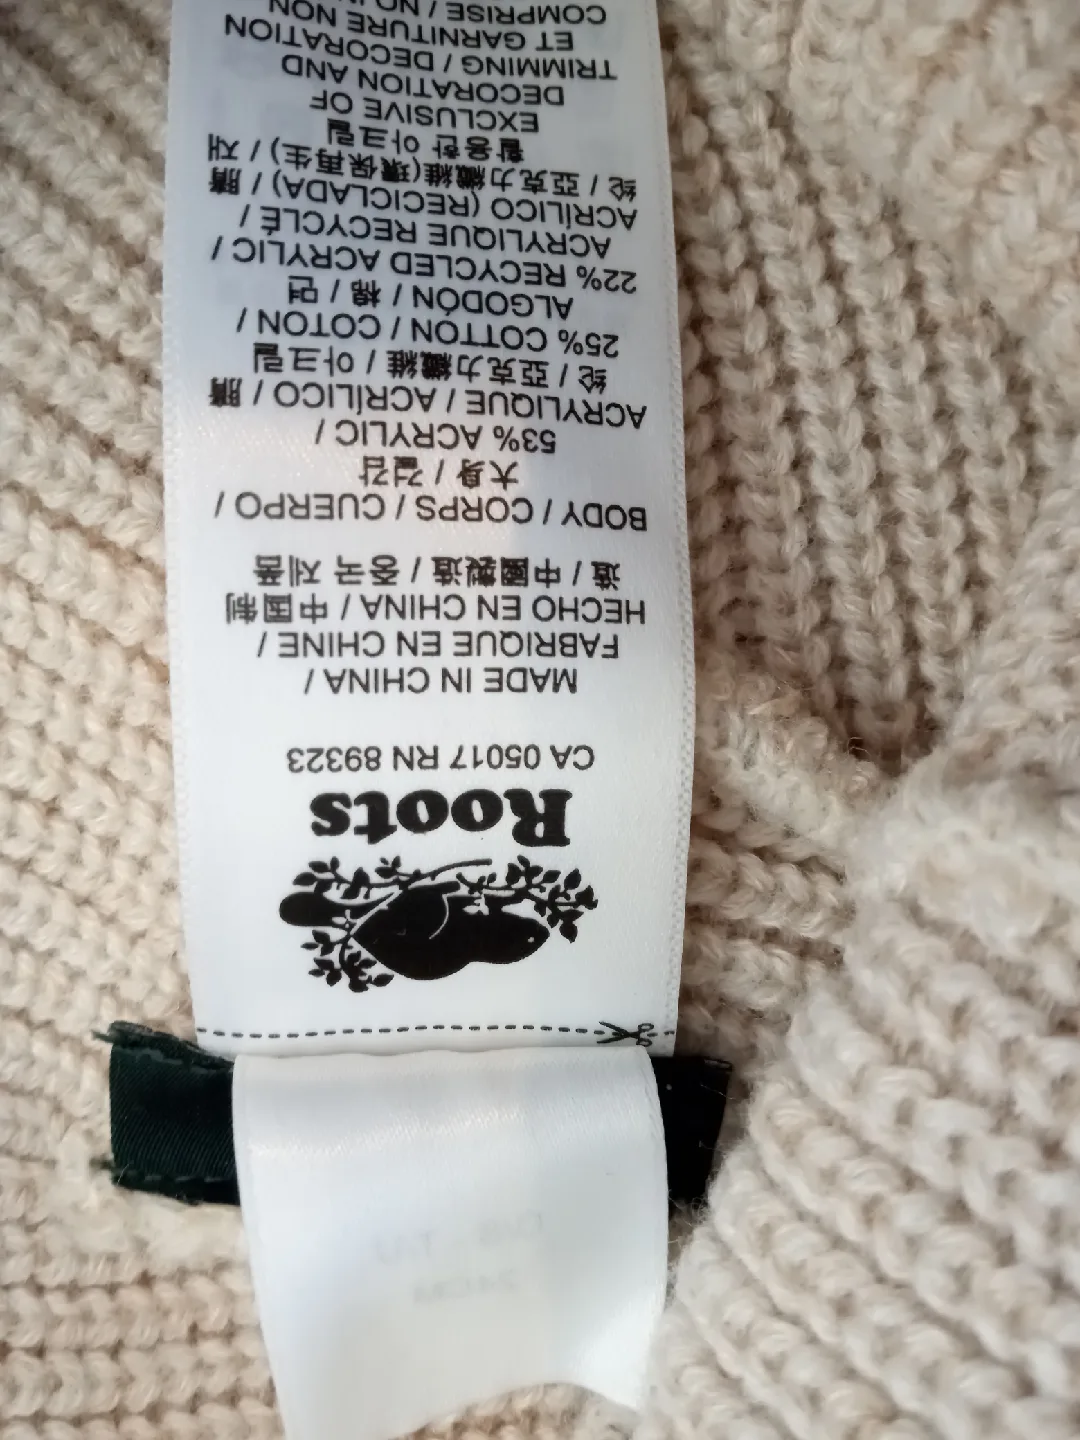 Roots
CA 05017 RN 89323
MADE IN CHINA /
FABRIQUE EN CHINE /
HECHO EN CHINA / 中国制
造 / 中國製造 / 중국 제품
BODY / CORPS / CUERPO /
大身 / 겉감
53% ACRYLIC /
ACRYLIQUE / ACRÍLICO / 腈
纶 / 亞克力纖維 / 아크릴
25% COTTON / COTON /
ALGODÓN / 棉 / 면
22% RECYCLED ACRYLIC /
ACRYLIQUE RECYCLÉ /
ACRÍLICO (RECICLADA) / 腈
纶 / 亞克力纖維(環保再生) / 재
활용한 아크릴
EXCLUSIVE OF
DECORATION AND
TRIMMING / DECORATION
ET GARNITURE NON
COMPRISE / NO